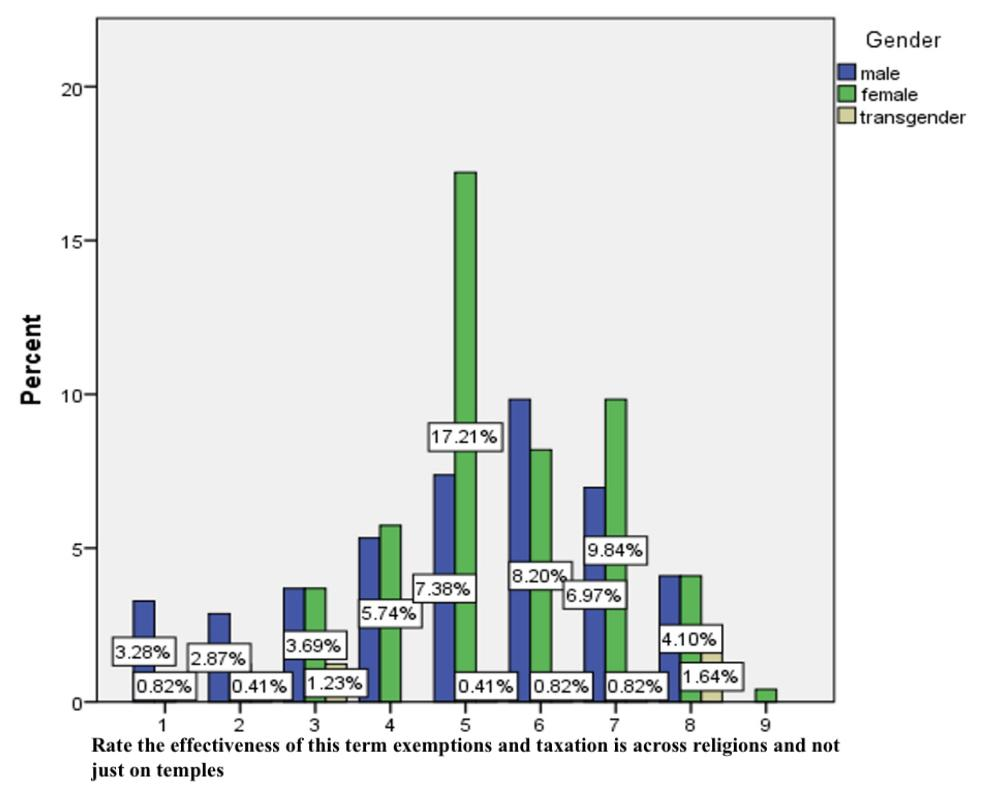 Gender
male
female
transgender
20
15
10
5
0
Percent
17.21%
9.84%
8.20%
7.38%
6.97%
5.74%
3.69%
4.10%
3.28%
2.87%
1.64%
0.82%
0.41%
1.23%
0.41%
0.82%
0.82%
1 2 3 4 5 6 7 8 9
Rate the effectiveness of this term exemptions and taxation is across religions and not
just on temples